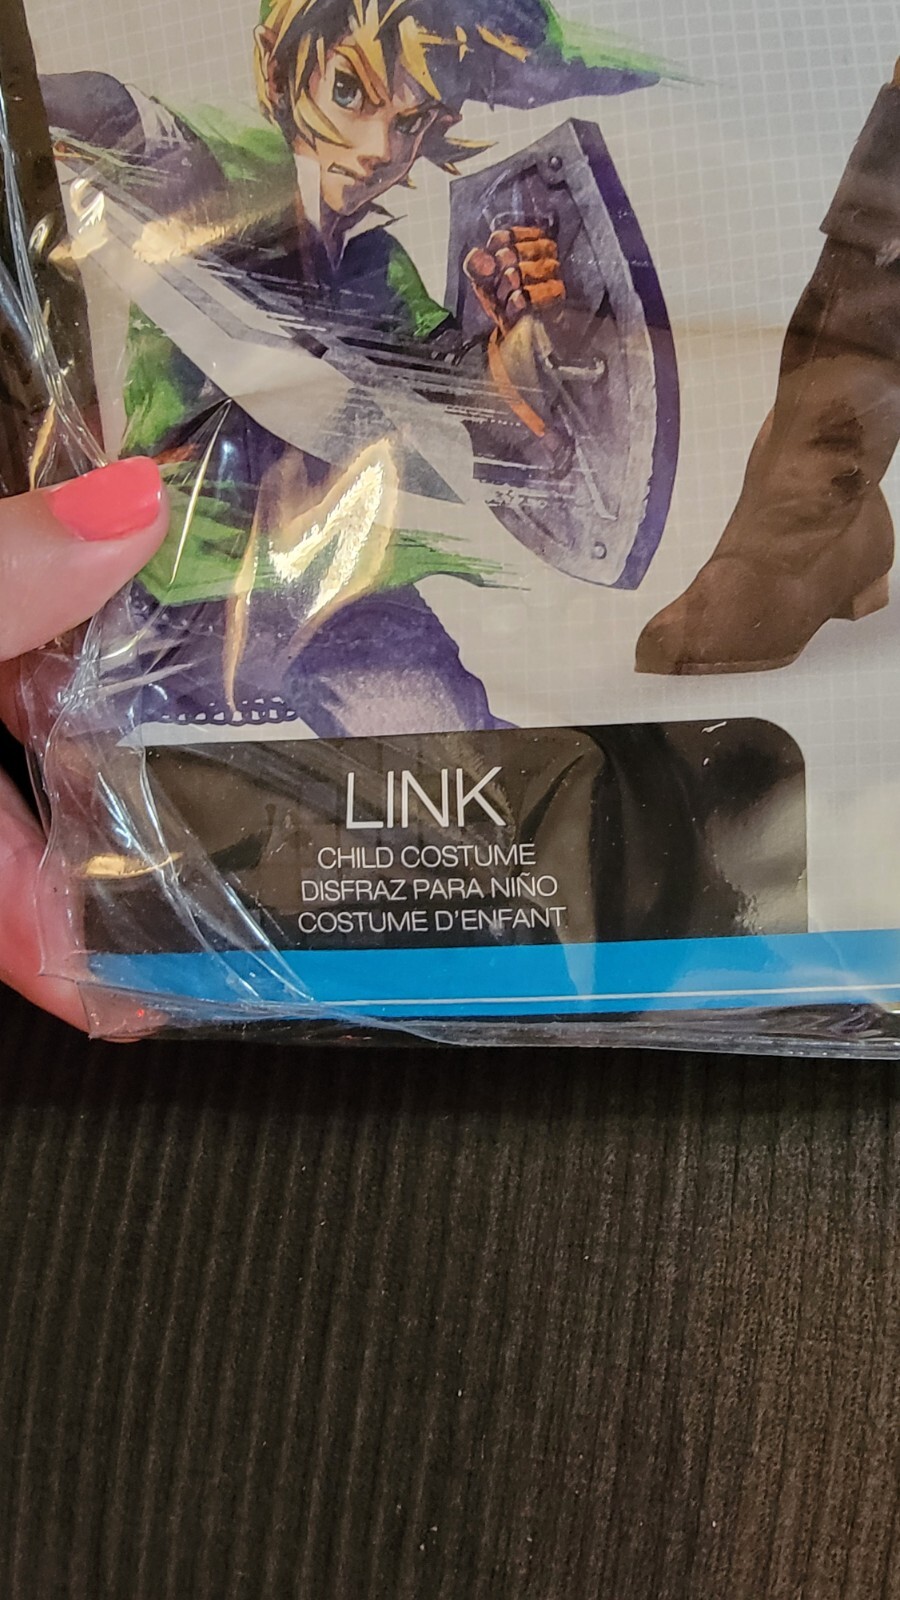 LINK
CHILD COSTUME
DISFRAZ PARA NIÑO
COSTUME D'ENFANT